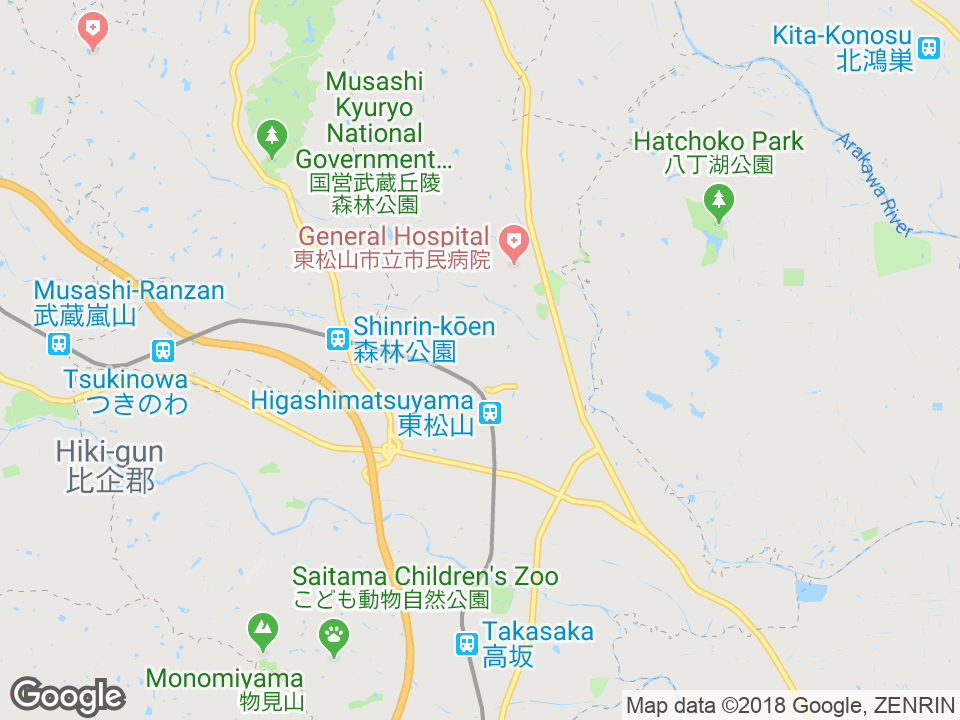 Kita-Konosu
北鴻巣
Musashi
Kyuryo
National
Government...
国営武蔵丘陵
森林公園
Hatchoko Park
八丁湖公園
Arakawa River
General Hospital
東松山市立市民病院
Musashi-Ranzan
武蔵嵐山
Shinrin-kōen
森林公園
Tsukinowa
つきのわ
Higashimatsuyama
東松山
Hiki-gun
比企郡
Saitama Children's Zoo
こども動物自然公園
Takasaka
高坂
Monomiyama
物見山
Google
Map data ©2018 Google, ZENRIN